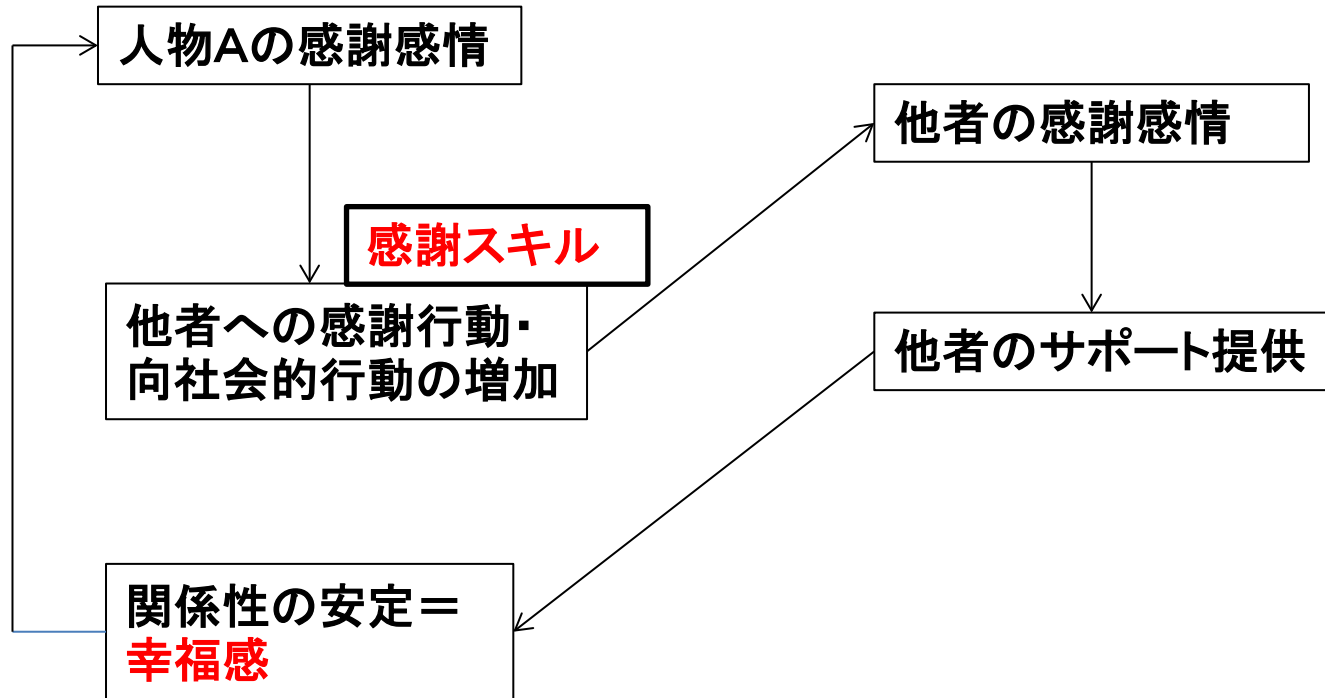 人物Aの感謝感情
他者の感謝感情
感謝スキル
他者への感謝行動・
向社会的行動の増加
他者のサポート提供
関係性の安定＝
幸福感